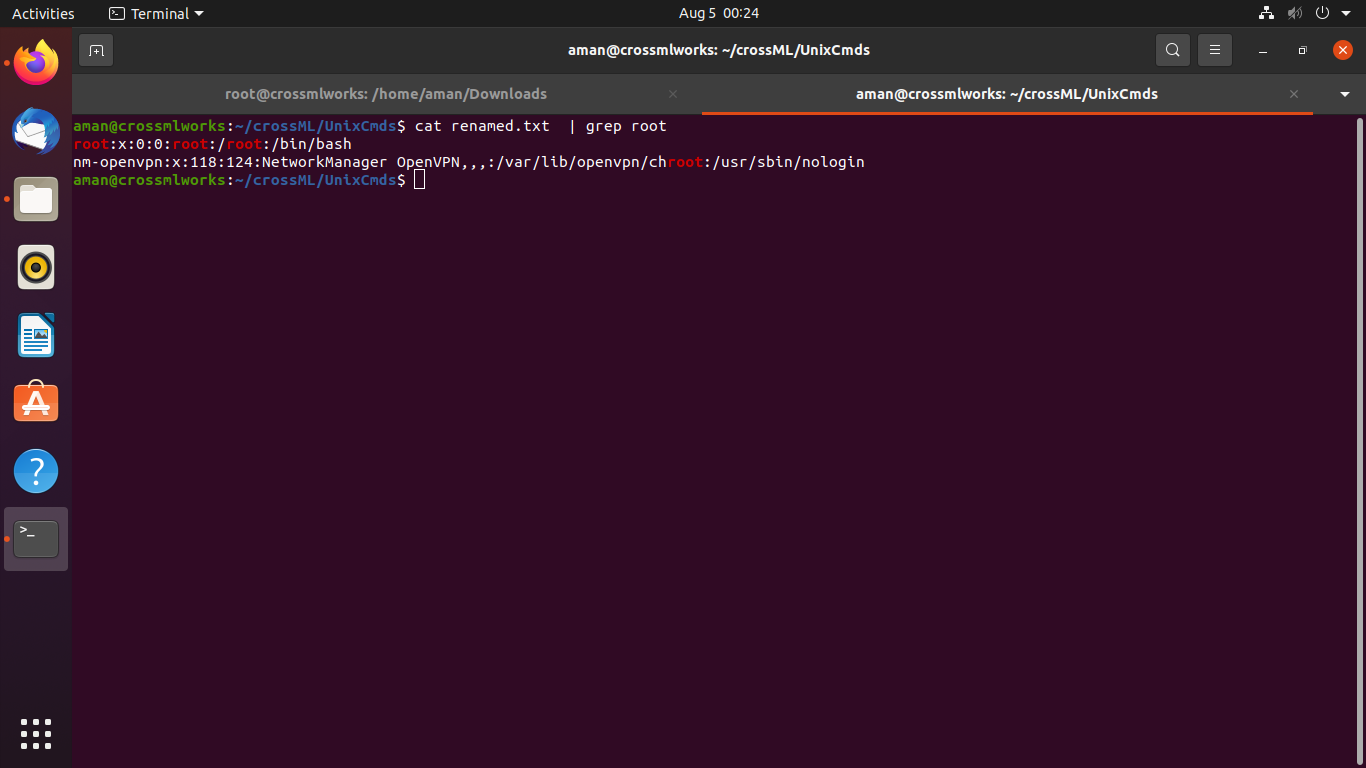 Activities
Terminal
Aug 5 00:24
aman@crossmlworks: ~/crossML/UnixCmds
root@crossmlworks: /home/aman/Downloads
aman@crossmlworks: ~/crossML/UnixCmds
aman@crossmlworks:~/crossML/UnixCmds$ cat renamed.txt  | grep root
root:x:0:0:root:/root:/bin/bash
nm-openvpn:x:118:124:NetworkManager OpenVPN,,,:/var/lib/openvpn/chroot:/usr/sbin/nologin
aman@crossmlworks:~/crossML/UnixCmds$